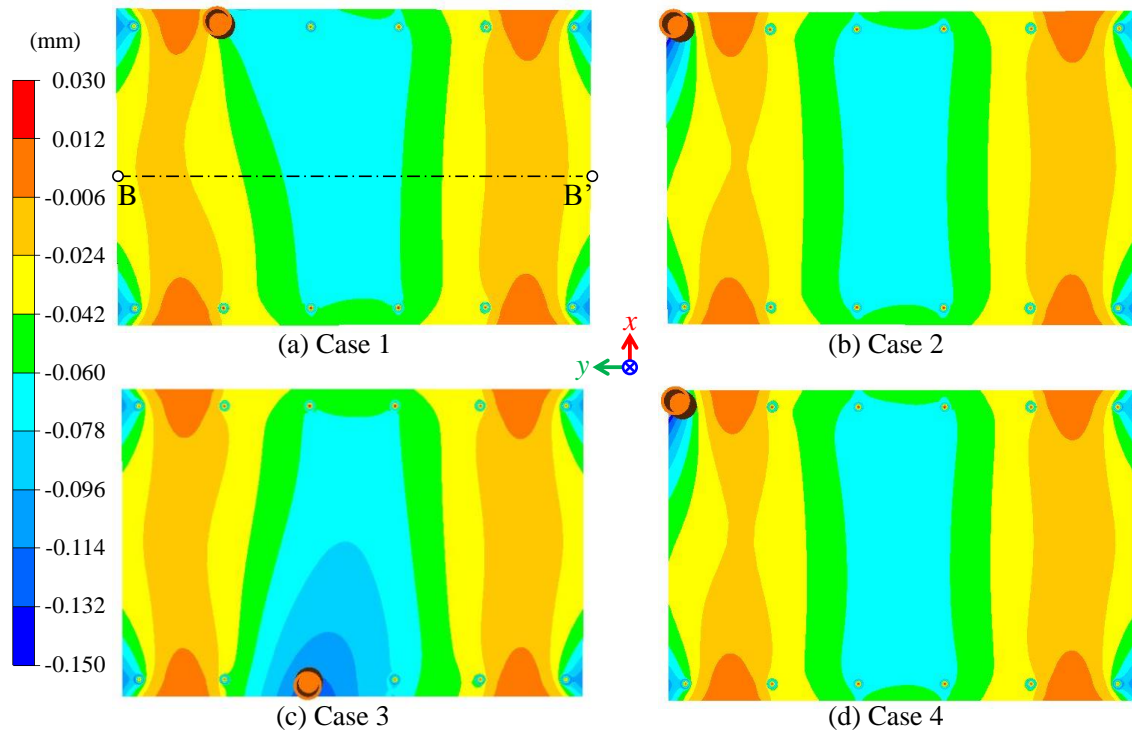 (mm)
0.030
0.012
-0.006
-0.024
-0.042
-0.060
-0.078
-0.096
-0.114
-0.132
-0.150
B
B’
(a) Case 1
(b) Case 2
x
y
(c) Case 3
(d) Case 4